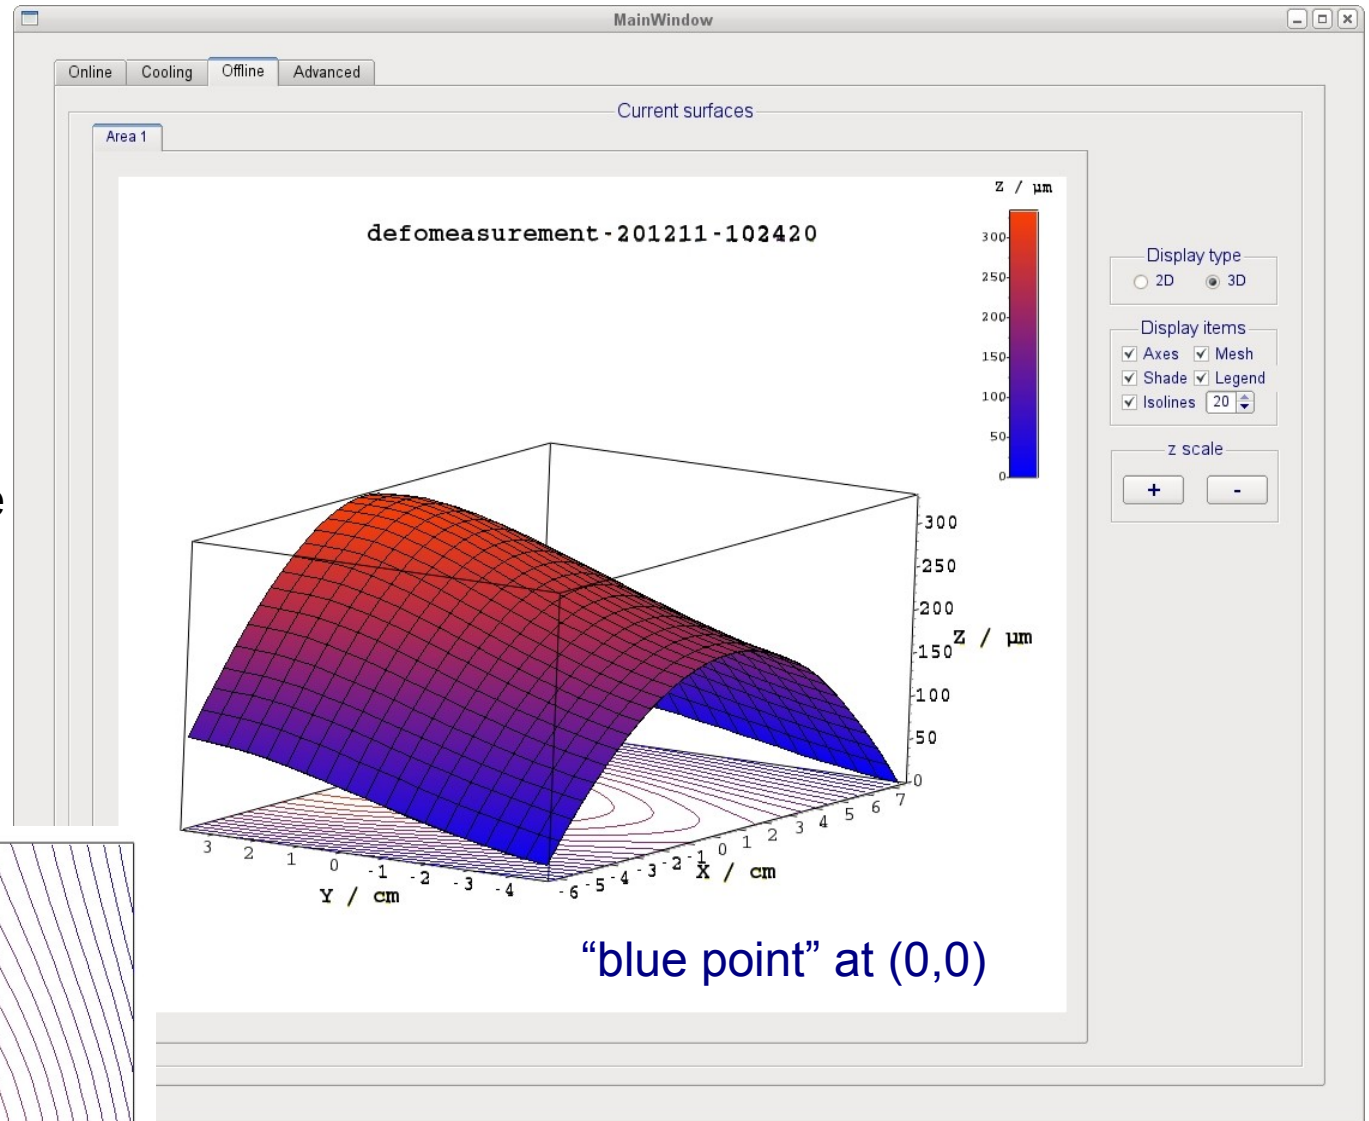 MainWindow
Online Cooling Offline Advanced
Current surfaces
Area 1
Z / µm
defomeasurement-201211-102420
300
250
200
150
100
50
0
Display type
2D 3D
Display items
Axes Mesh
Shade Legend
Isolines 20
z scale
+ -
e
300
250
200
150
100
50
0
Z / µm
3 2 1 0 -1 -2 -3 -4
Y / cm
-6 -5 -4 -3 -2 -1 0 1 2 3 4 5 6 7
X / cm
“blue point” at (0,0)